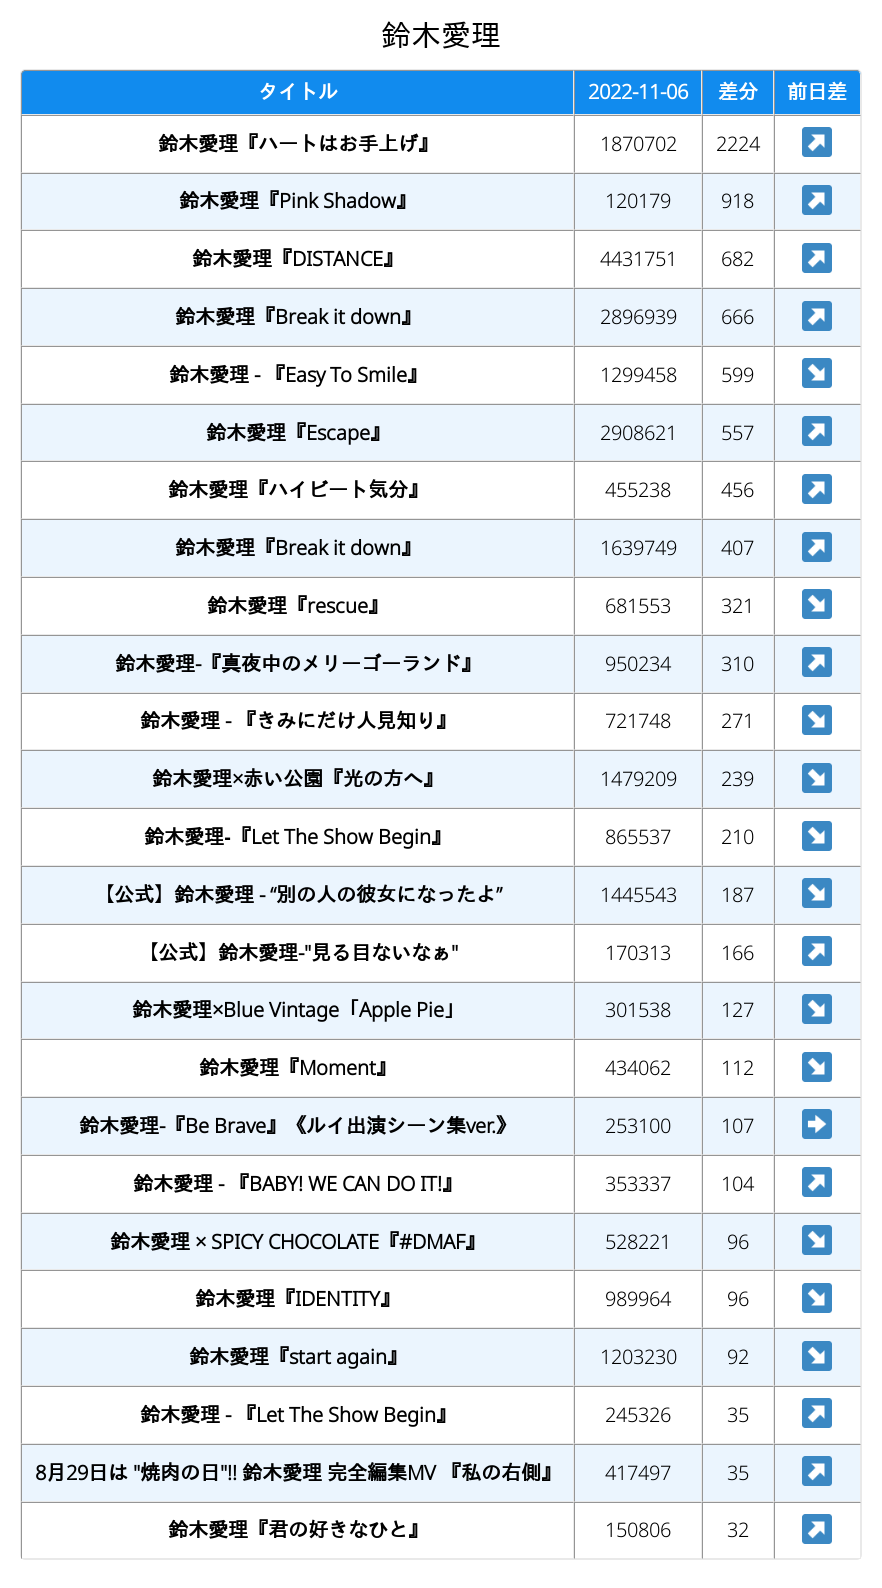 鈴木愛理
タイトル 2022-11-06 差分 前日差
鈴木愛理『ハートはお手上げ』 1870702 2224 ↗
鈴木愛理『Pink Shadow』 120179 918 ↗
鈴木愛理『DISTANCE』 4431751 682 ↗
鈴木愛理『Break it down』 2896939 666 ↗
鈴木愛理 - 『Easy To Smile』 1299458 599 ↘
鈴木愛理『Escape』 2908621 557 ↗
鈴木愛理『ハイビート気分』 455238 456 ↗
鈴木愛理『Break it down』 1639749 407 ↗
鈴木愛理『rescue』 681553 321 ↘
鈴木愛理-『真夜中のメリーゴーランド』 950234 310 ↗
鈴木愛理 - 『きみにだけ人見知り』 721748 271 ↘
鈴木愛理×赤い公園『光の方へ』 1479209 239 ↘
鈴木愛理-『Let The Show Begin』 865537 210 ↘
【公式】鈴木愛理 - “別の人の彼女になったよ” 1445543 187 ↘
【公式】鈴木愛理-"見る目ないなぁ" 170313 166 ↗
鈴木愛理×Blue Vintage「Apple Pie」 301538 127 ↘
鈴木愛理『Moment』 434062 112 ↘
鈴木愛理-『Be Brave』《ルイ出演シーン集ver.》 253100 107 ➡
鈴木愛理 - 『BABY! WE CAN DO IT!』 353337 104 ↗
鈴木愛理 × SPICY CHOCOLATE『#DMAF』 528221 96 ↘
鈴木愛理『IDENTITY』 989964 96 ↘
鈴木愛理『start again』 1203230 92 ↘
鈴木愛理 - 『Let The Show Begin』 245326 35 ↗
8月29日は "焼肉の日"!! 鈴木愛理 完全編集MV 『私の右側』 417497 35 ↗
鈴木愛理『君の好きなひと』 150806 32 ↗